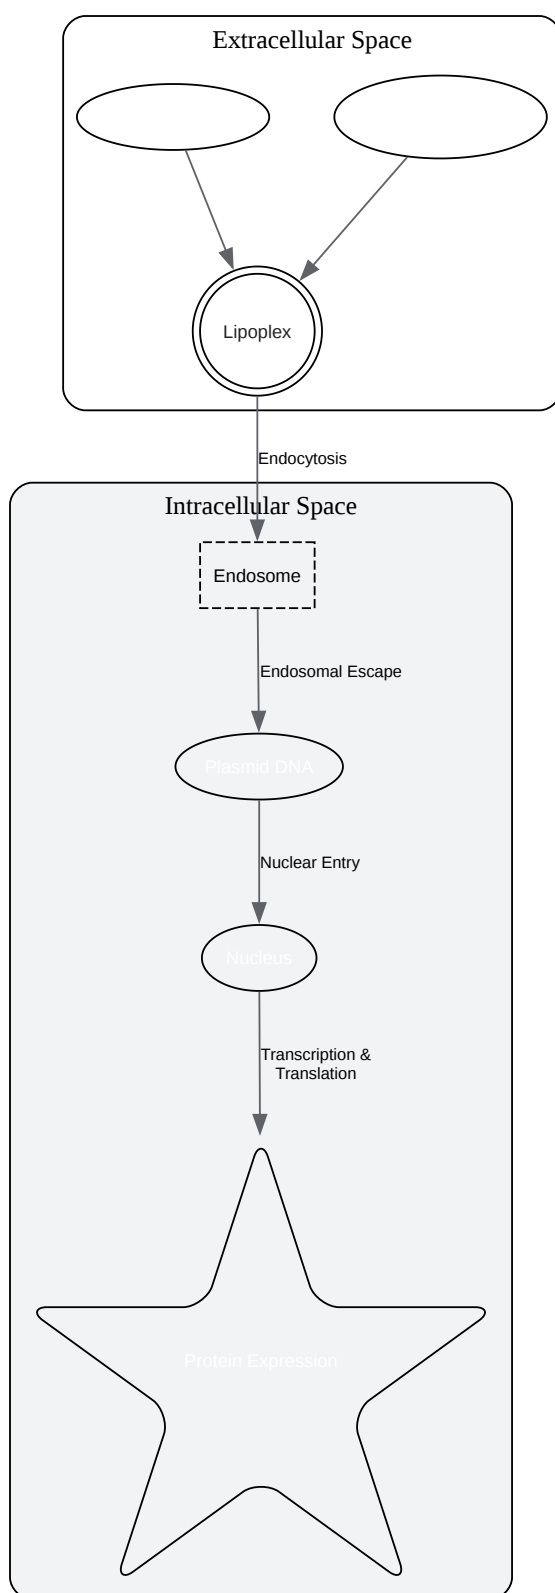 Extracellular Space
Lipoplex
Endocytosis
Intracellular Space
Endosome
Endosomal Escape
Plasmid DNA
Nuclear Entry
Nucleus
Transcription &
Translation
Protein Expression